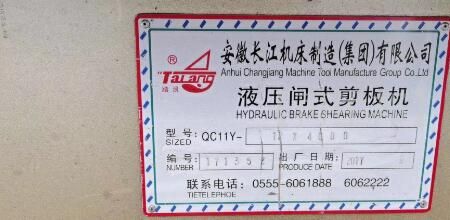 安徽长江机床制造(集团)有限公司
Anhui Changjiang Machine Tool Manufacture Group Co.,Ltd
®
TaLang
液压闸式剪板机
HYDRAULIC BRAKE SHEARING MACHINE
型号: QC11Y-
SIZED
编号 出厂日期
NUMBER PRODUCE DATE
联系电话: 0555-6061888 6062222
TIETELEPHOE